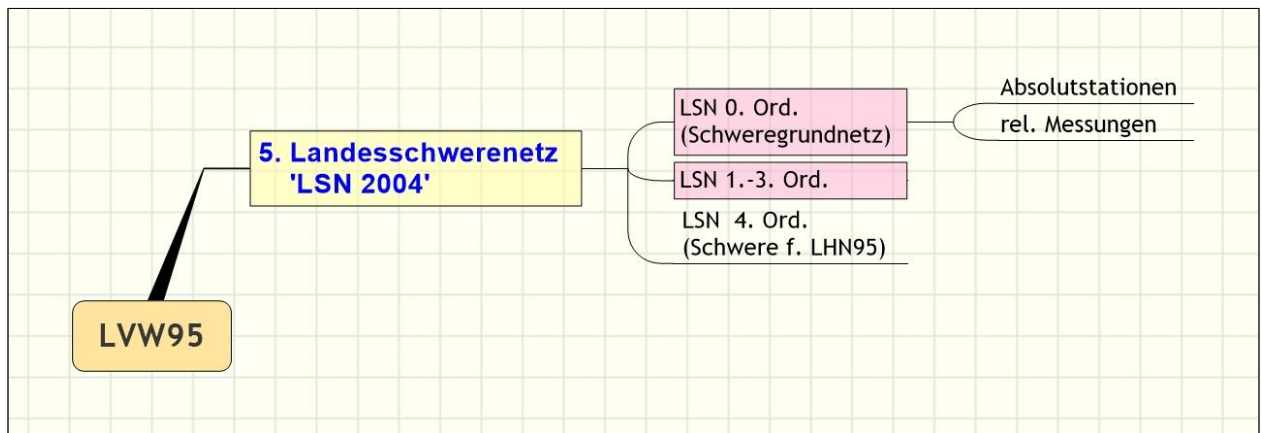 Absolutstationen
rel. Messungen
LSN 0. Ord.
(Schweregrundnetz)
5. Landesschwerenetz
'LSN 2004'
LSN 1.-3. Ord.
LSN 4. Ord.
(Schwere f. LHN95)
LVW95